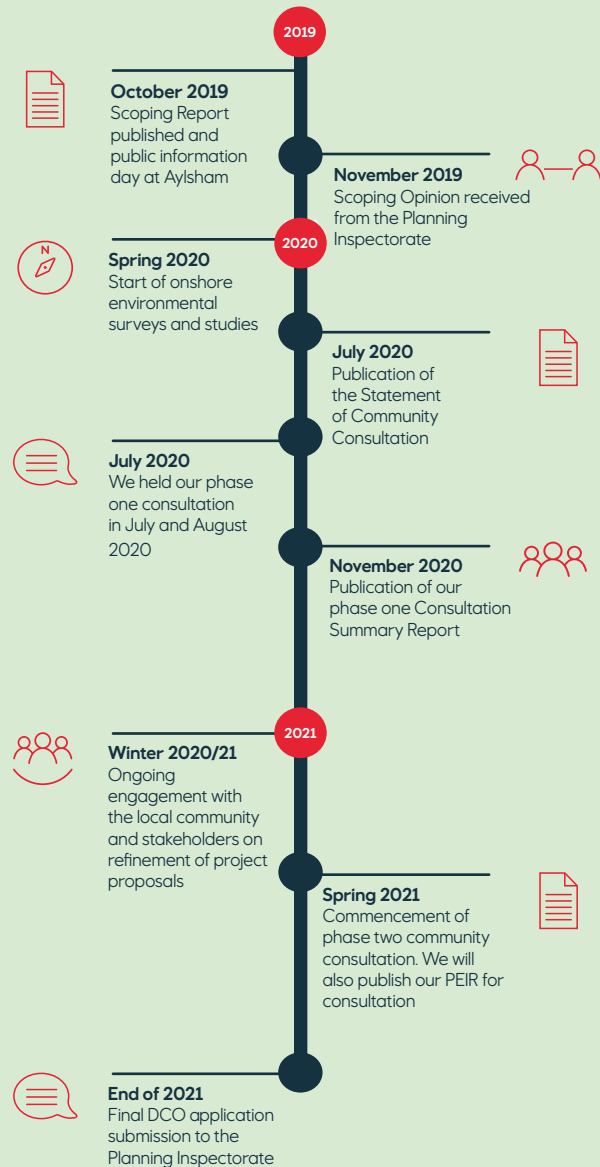 2019
October 2019
Scoping Report
published and
public information
day at Aylsham
November 2019
Scoping Opinion received
from the Planning
Inspectorate
2020
N
Spring 2020
Start of onshore
environmental
surveys and studies
July 2020
Publication of
the Statement
of Community
Consultation
July 2020
We held our phase
one consultation
in July and August
2020
November 2020
Publication of our
phase one Consultation
Summary Report
2021
Winter 2020/21
Ongoing
engagement with
the local community
and stakeholders on
refinement of project
proposals
Spring 2021
Commencement of
phase two community
consultation. We will
also publish our PEIR for
consultation
End of 2021
Final DCO application
submission to the
Planning Inspectorate